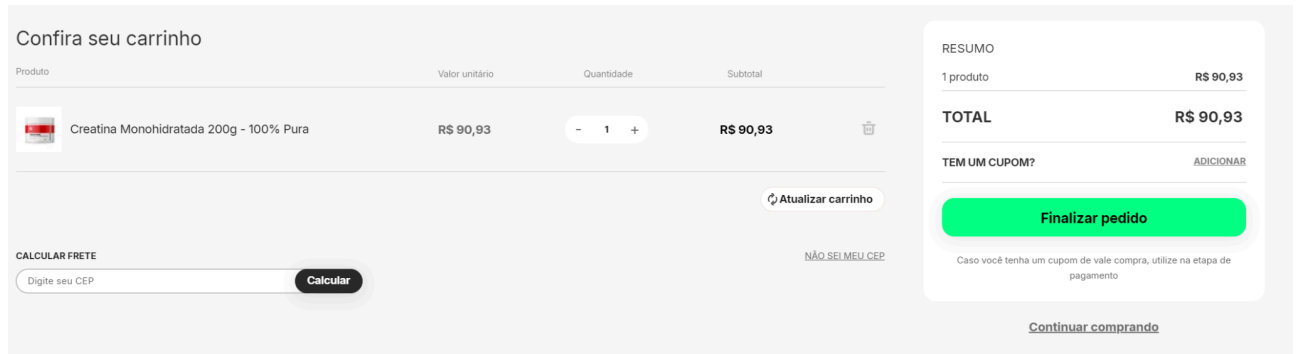 Confira seu carrinho
Produto Valor unitário Quantidade Subtotal
Creatina Monohidratada 200g - 100% Pura R$ 90,93 - 1 + R$ 90,93
Atualizar carrinho
CALCULAR FRETE NÃO SEI MEU CEP
Digite seu CEP Calcular
RESUMO
1 produto R$ 90,93
TOTAL R$ 90,93
TEM UM CUPOM? ADICIONAR
Finalizar pedido
Caso você tenha um cupom de vale compra, utilize na etapa de
pagamento
Continuar comprando